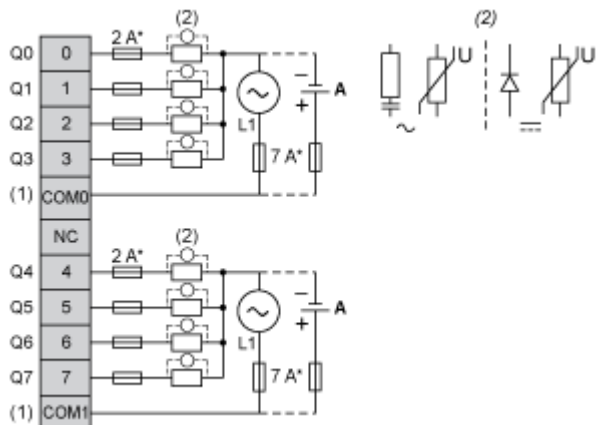 (2)
(2)
2 A*
Q0 0
U
U
Q1 1
Q2 2
− A
+
L1
Q3 3
7 A*
(1) COM0
NC
(2)
2 A*
Q4 4
Q5 5
− A
+
Q6 6
L1
Q7 7
7 A*
(1) COM1